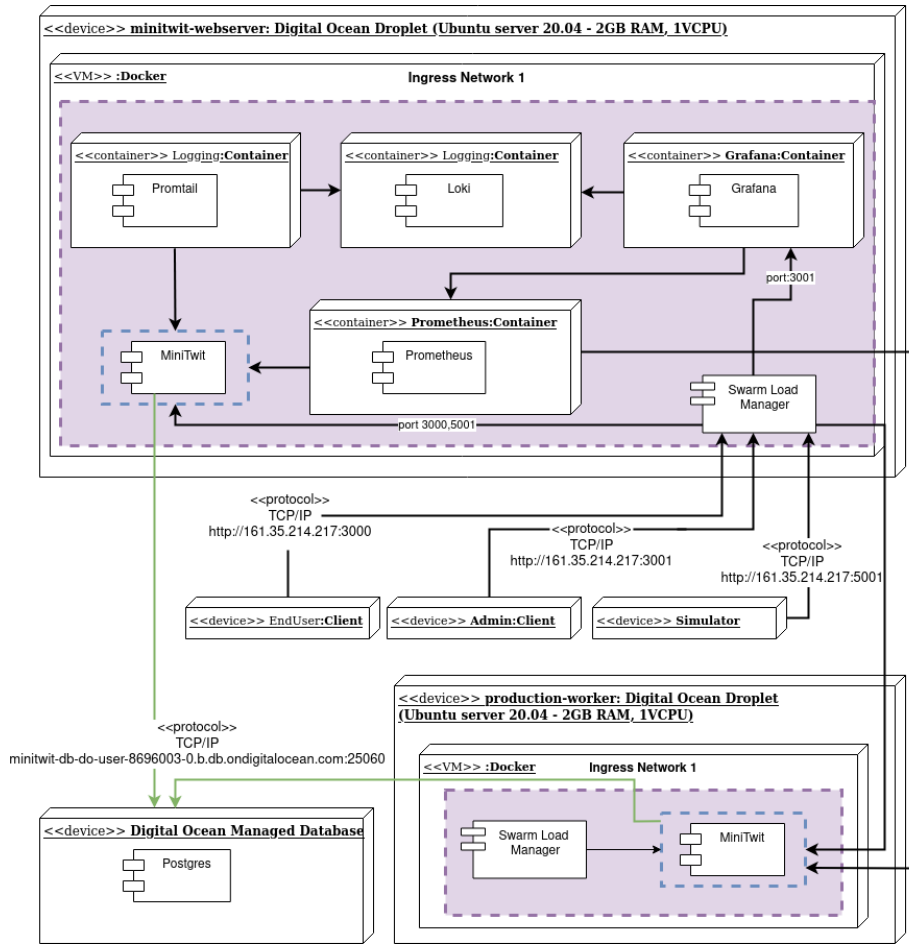 <<device>> minitwit-webserver: Digital Ocean Droplet (Ubuntu server 20.04 - 2GB RAM, 1VCPU)
<<VM>> :Docker
Ingress Network 1
<<container>> Logging:Container
Promtail
<<container>> Logging:Container
Loki
<<container>> Grafana:Container
Grafana
port:3001
<<container>> Prometheus:Container
Prometheus
MiniTwit
Swarm Load
Manager
port 3000,5001
<<protocol>>
TCP/IP
http://161.35.214.217:3000
<<protocol>>
TCP/IP
http://161.35.214.217:3001
<<protocol>>
TCP/IP
http://161.35.214.217:5001
<<device>> EndUser:Client
<<device>> Admin:Client
<<device>> Simulator
<<protocol>>
TCP/IP
minitwit-db-do-user-8696003-0.b.db.ondigitalocean.com:25060
<<device>> Digital Ocean Managed Database
Postgres
<<device>> production-worker: Digital Ocean Droplet
(Ubuntu server 20.04 - 2GB RAM, 1VCPU)
<<VM>> :Docker
Ingress Network 1
Swarm Load
Manager
MiniTwit